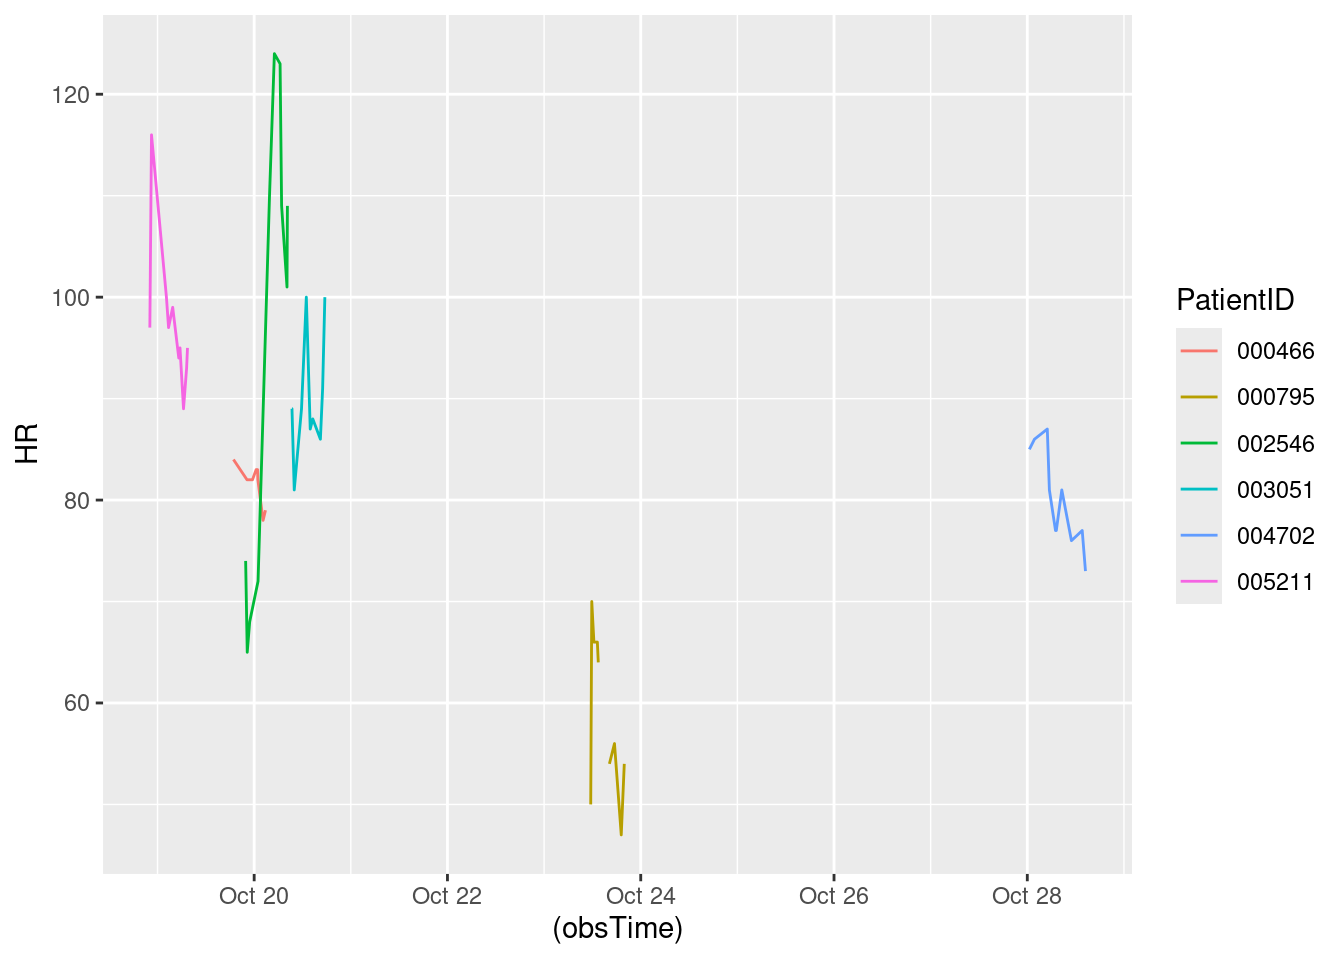 120
100
80
60
HR
Oct 20
Oct 22
Oct 24
Oct 26
Oct 28
(obsTime)
PatientID
000466
000795
002546
003051
004702
005211